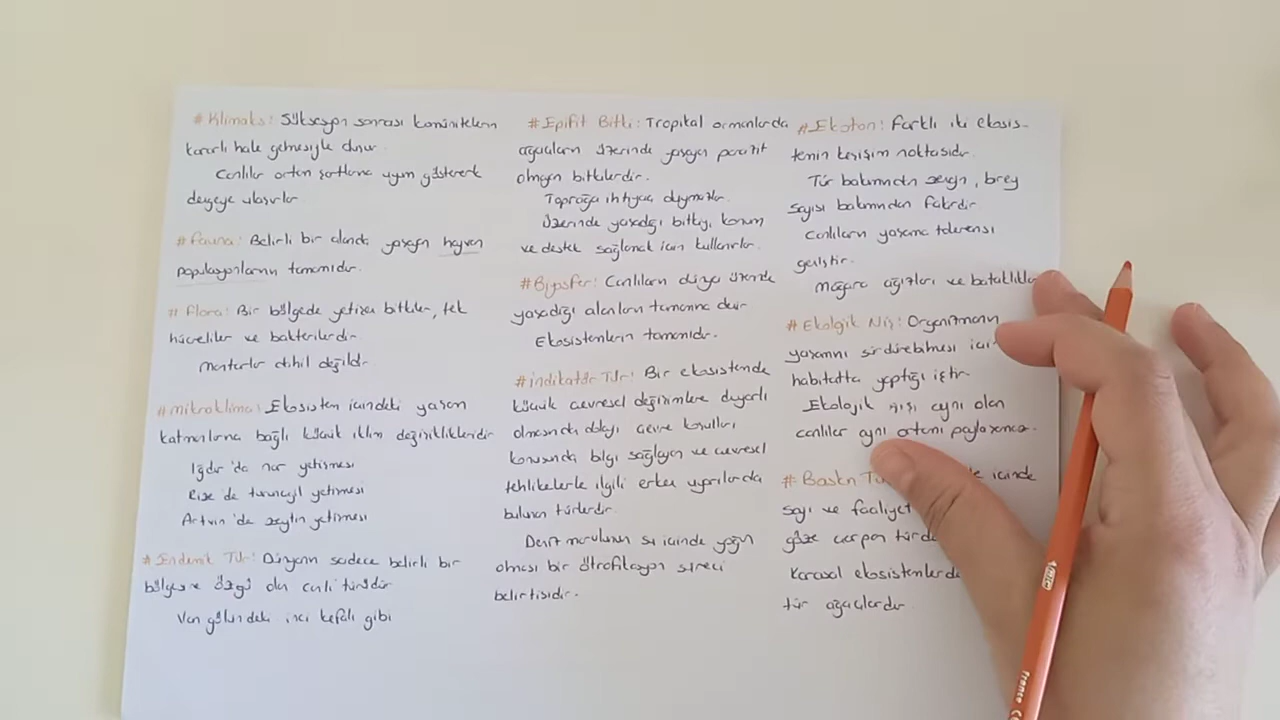 #Klimaks: Süksesyon sonrası komünitelerin
kararlı hale gelmesiyle oluşur.
Canlılar ortam şartlarına uyum göstererek
dengeye ulaşırlar
#Fauna: Belirli bir alanda yaşayan hayvan
populasyonlarının tamamıdır.
#Flora: Bir bölgede yetişen bitkiler, tek
hücreliler ve bakterilerdir.
Mantarlar dahil değildir
#Mikroklima: Ekosistem içindeki yaşam
katmanlarına bağlı küçük iklim değişiklikleridir
Iğdır'da nar yetişmesi
Rize'de turunçgil yetişmesi
Artvin'de zeytin yetişmesi
#Endemik Tür: Dünyanın sadece belirli bir
bölgesine özgü olan canlı türüdür
Van gölündeki inci kefali gibi
#Epifit Bitki: Tropikal ormanlarda
ağaçların üzerinde yaşayan parazit
olmayan bitkilerdir.
Toprağa ihtiyaç duymazlar.
Üzerinde yaşadığı bitkiyi, konum
ve destek sağlamak için kullanırlar.
#Biyosfer: Canlıların dünya üzerinde
yaşadığı alanların tamamına denir
Ekosistemlerin tamamıdır.
#İndikatör Tür: Bir ekosistemde
küçük çevresel değişimlere duyarlı
olmasından dolayı çevre koşulları
konusunda bilgi sağlayan ve çevresel
tehlikelerle ilgili erken uyarılarda
bulunan türlerdir.
Deniz marulunun su içinde yoğun
olması bir ötrofikasyon süreci
belirtisidir.
#Ekoton: Farklı iki ekosis-
temin kesişim noktasıdır.
Tür bakımından zengin, birey
sayısı bakımından fakirdir
Canlıların yaşama toleransı
geniştir.
Mağara ağızları ve bataklıklar
#Ekolojik Niş: Organizmanın
yaşamını sürdürebilmesi için
habitatta yaptığı iştir
Ekolojik nişi aynı olan
canlılar aynı ortamı paylaşamaz.
#Baskın içinde
sayı ve faaliyet
göze çarpan türdür
Karasal ekosistemlerde
tür ağaçlardır
France
BIC